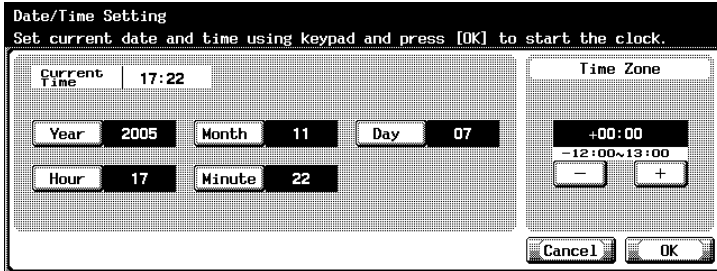 Date/Time Setting
Set current date and time using keypad and press [OK] to start the clock.
Current Time 17:22
Time Zone
Year 2005 Month 11 Day 07
+00:00
-12:00~13:00
Hour 17 Minute 22
− +
Cancel OK